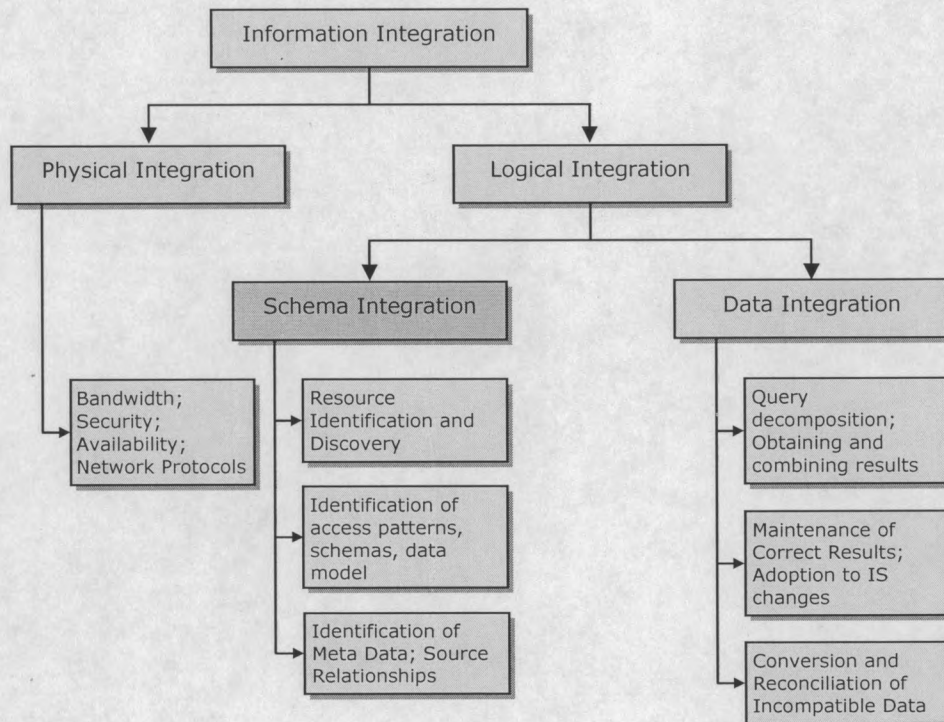 Information Integration
Physical Integration
Logical Integration
Schema Integration
Data Integration
Bandwidth;
Security;
Availability;
Network Protocols
Resource
Identification and
Discovery
Identification of
access patterns,
schemas, data
model
Identification of
Meta Data; Source
Relationships
Query
decomposition;
Obtaining and
combining results
Maintenance of
Correct Results;
Adoption to IS
changes
Conversion and
Reconciliation of
Incompatible Data